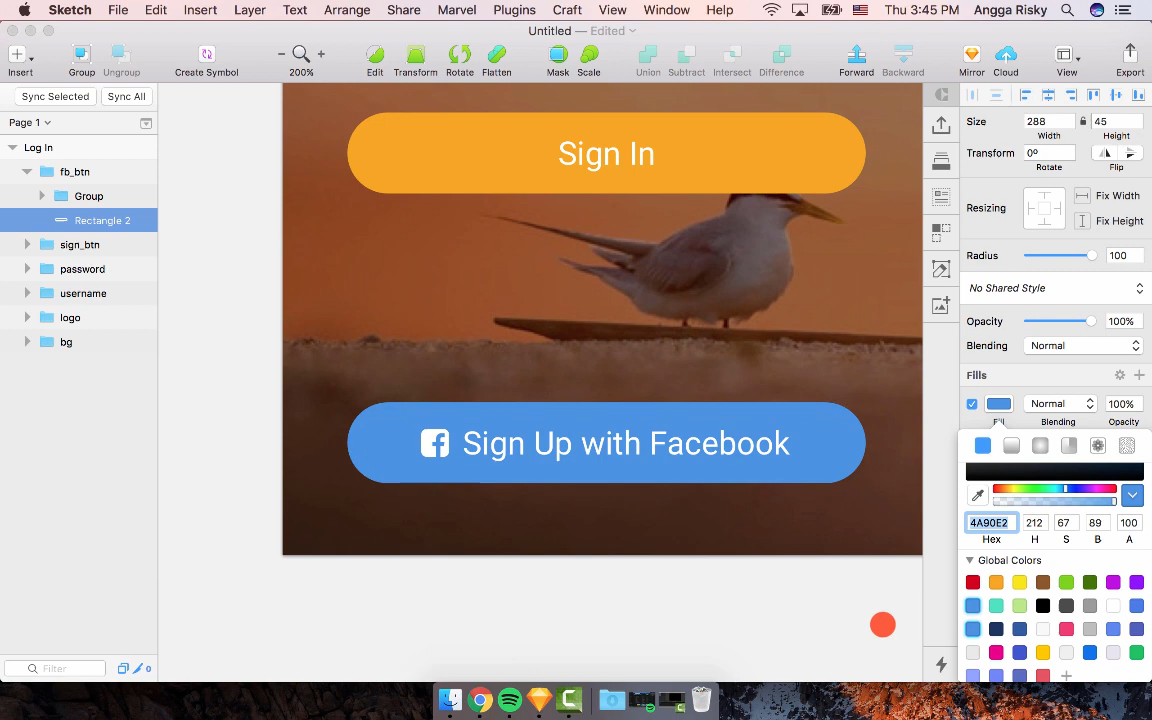 Sketch File Edit Insert Layer Text Arrange Share Marvel Plugins Craft View Window Help Thu 3:45 PM Angga Risky
Untitled — Edited
Insert Group Ungroup Create Symbol 200% Edit Transform Rotate Flatten Mask Scale Union Subtract Intersect Difference Forward Backward Mirror Cloud View Export
Sync Selected Sync All
Page 1
Log In
fb_btn
Group
Rectangle 2
sign_btn
password
username
logo
bg
Filter
0
Sign In
Sign Up with Facebook
Size 288 45
Width Height
Transform 0º
Rotate Flip
Resizing Fix Width
Fix Height
Radius 100
No Shared Style
Opacity 100%
Blending Normal
Fills
Normal 100%
Fill Blending Opacity
4A90E2 212 67 89 100
Hex H S B A
Global Colors